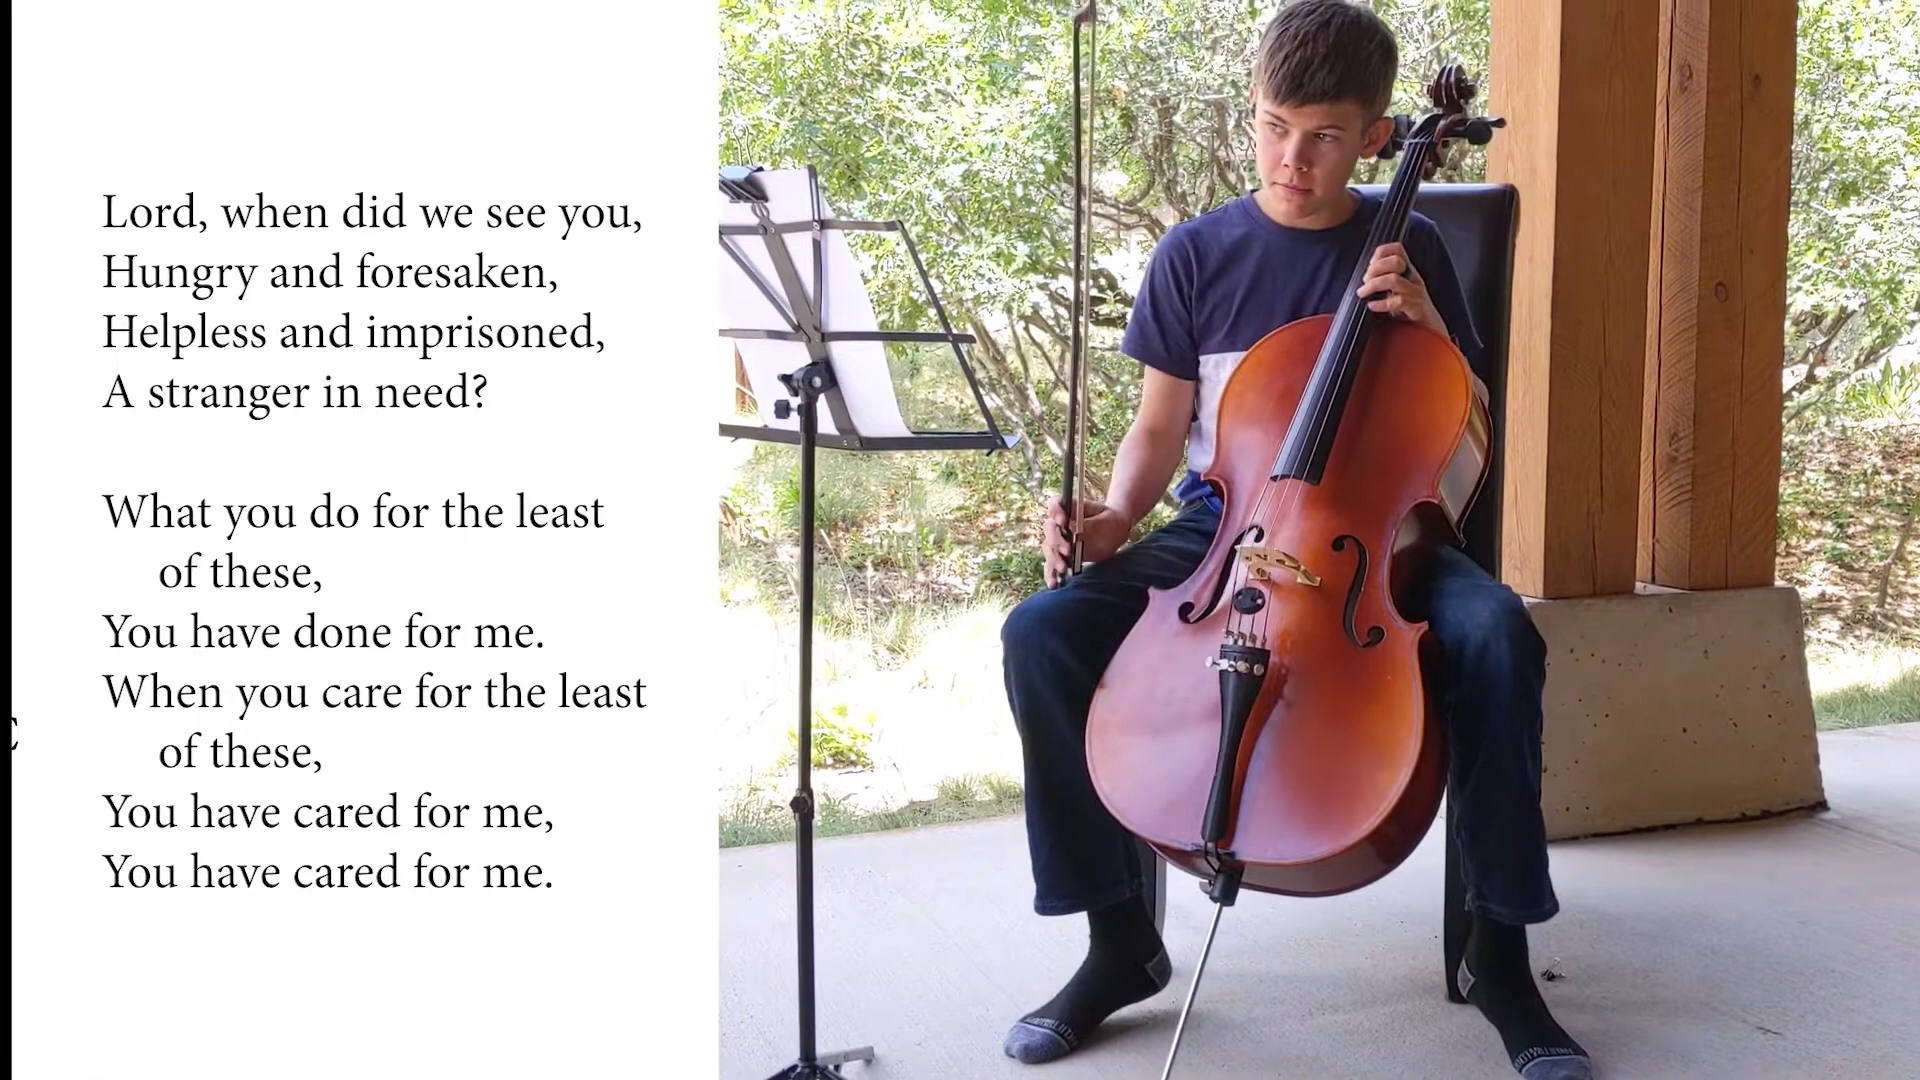 Lord, when did we see you,
Hungry and foresaken,
Helpless and imprisoned,
A stranger in need?
What you do for the least
of these,
You have done for me.
When you care for the least
of these,
You have cared for me,
You have cared for me.